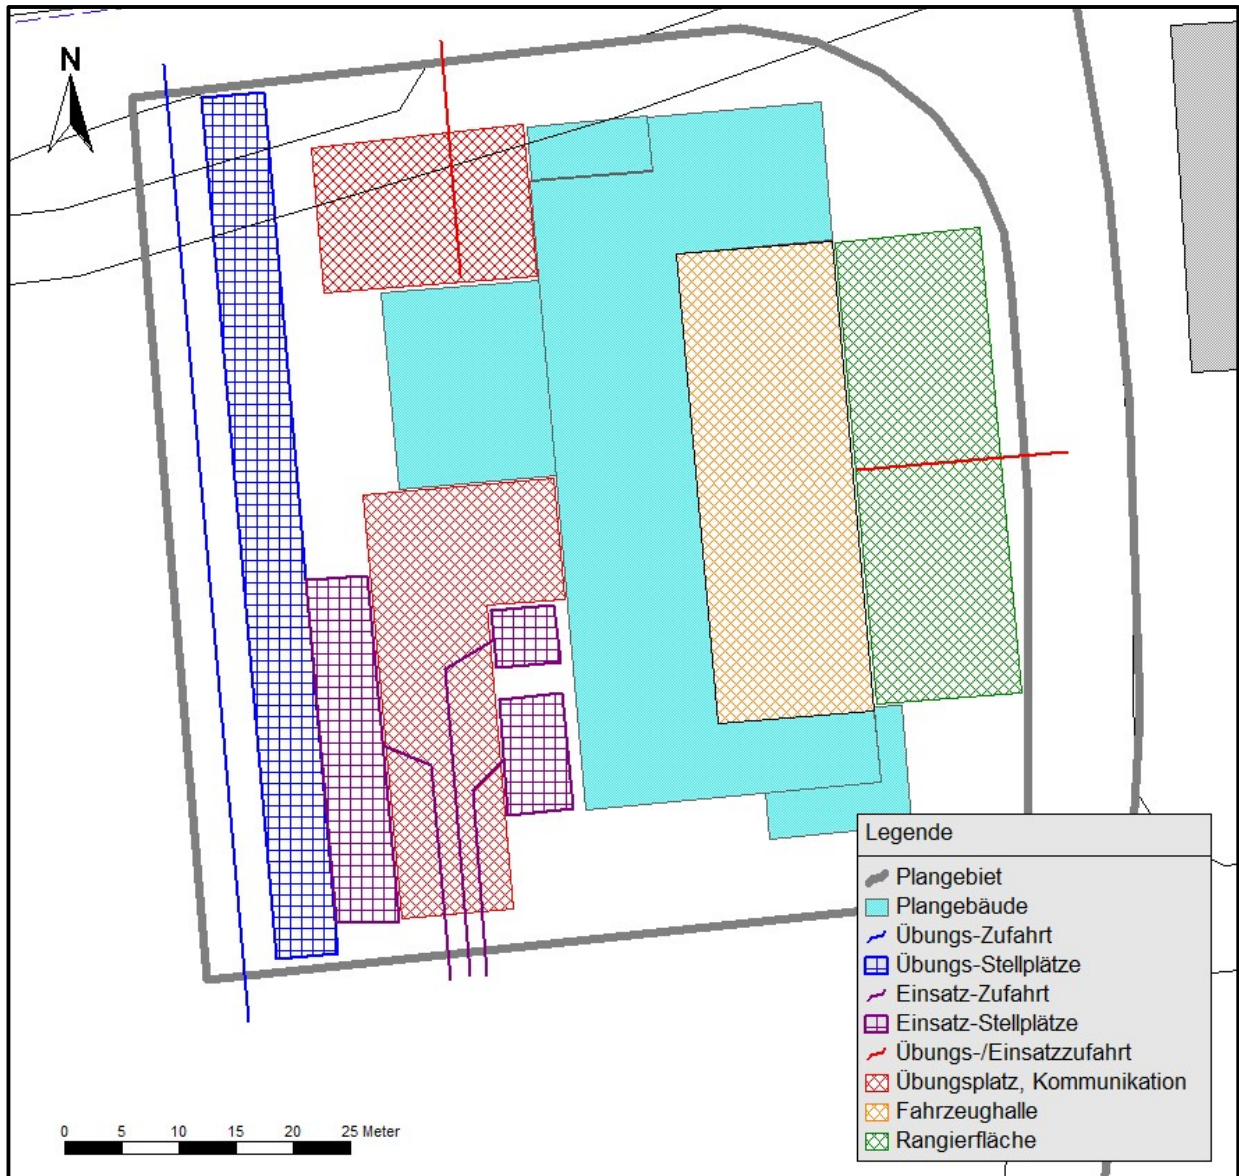 N
Legende
Plangebiet
Plangebäude
Übungs-Zufahrt
Übungs-Stellplätze
Einsatz-Zufahrt
Einsatz-Stellplätze
Übungs-/Einsatzzufahrt
Übungsplatz, Kommunikation
Fahrzeughalle
Rangierfläche
0 5 10 15 20 25 Meter